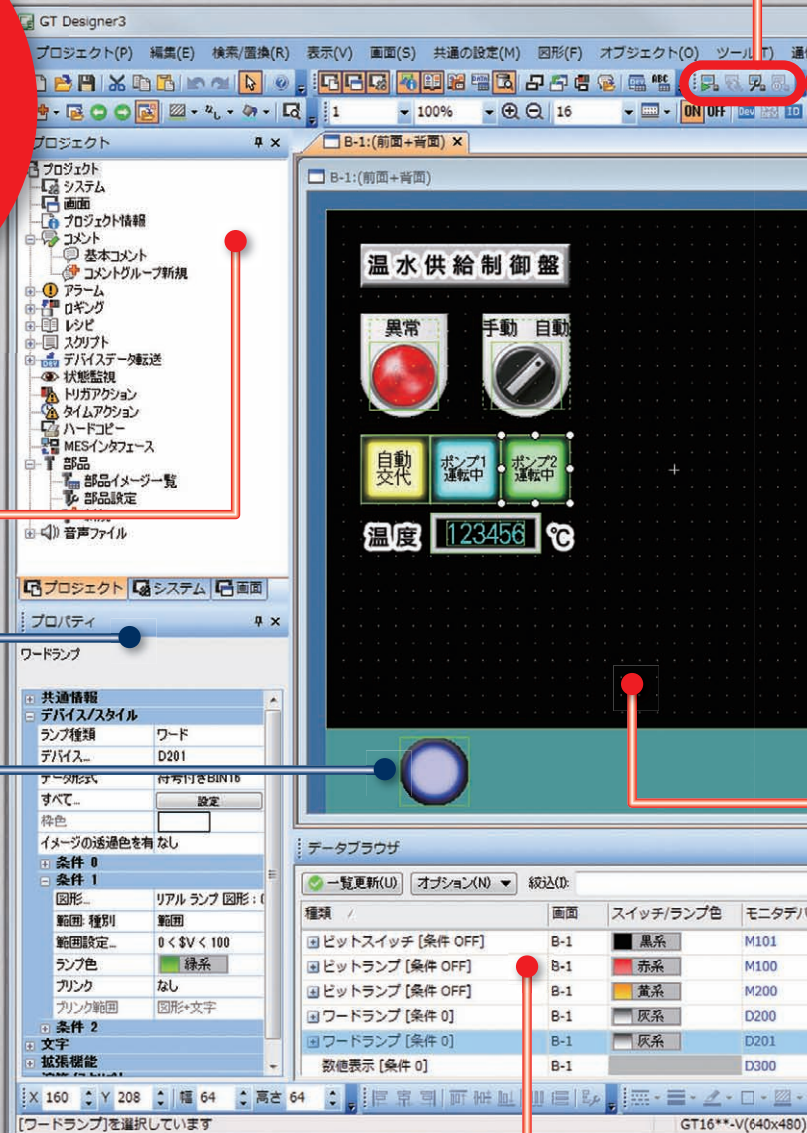 GT Designer3
プロジェクト(P) 編集(E) 検索/置換(R) 表示(V) 画面(S) 共通の設定(M) 図形(F) オブジェクト(O) ツール(T)
1 100% 16 ON OFF Dev ID
プロジェクト
プロジェクト
システム
画面
プロジェクト情報
コメント
基本コメント
コメントグループ新規
アラーム
ロギング
レシピ
スクリプト
デバイスデータ転送
状態監視
トリガアクション
タイムアクション
ハードコピー
MESインタフェース
部品
部品イメージ一覧
部品設定
音声ファイル
プロジェクト システム 画面
プロパティ
ワードランプ
共通情報
デバイス/スタイル
ランプ種類 ワード
デバイス... D201
データ形式 符号付きBIN16
すべて... 設定
枠色
イメージの透過色を有 なし
条件 0
条件 1
図形... リアル ランプ 図形 :
範囲: 種別 範囲
範囲設定... 0 < $V < 100
ランプ色 緑系
ブリンク なし
ブリンク範囲 図形+文字
条件 2
文字
拡張機能
B-1:(前面+背面)
B-1:(前面+背面)
温水供給制御盤
異常 手動 自動
自動交代
ポンプ1運転中
ポンプ2運転中
温度 123456 ℃
データブラウザ
一覧更新(U) オプション(N) 絞込(I):
種類 画面 スイッチ/ランプ色 モニタデバ
ビットスイッチ [条件 OFF] B-1 黒系 M101
ビットランプ [条件 OFF] B-1 赤系 M100
ビットランプ [条件 OFF] B-1 黄系 M200
ワードランプ [条件 0] B-1 灰系 D200
ワードランプ [条件 0] B-1 灰系 D201
数値表示 [条件 0] B-1 D300
X 160 Y 208 幅 64 高さ 64
[ワードランプ]を選択しています GT16**-V(640x480)